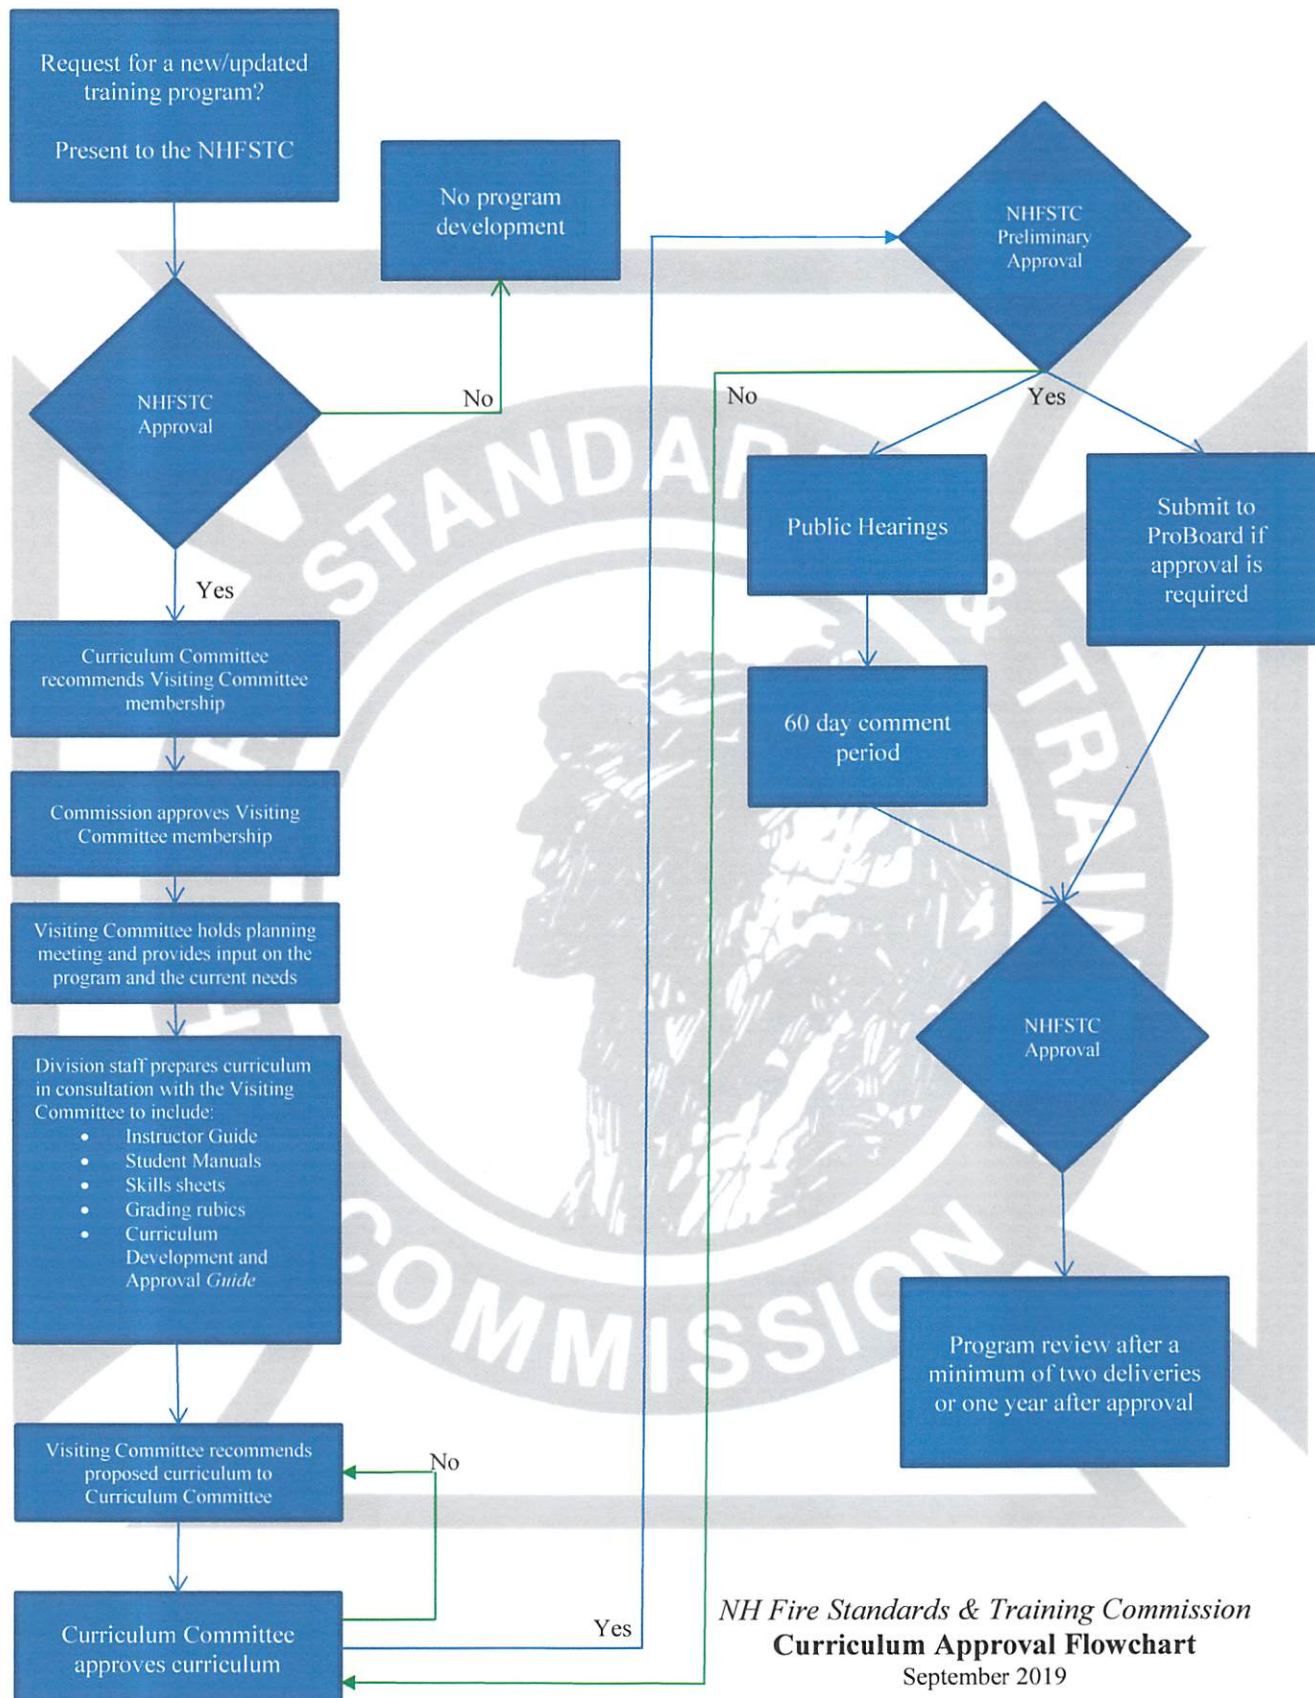 Request for a new/updated
training program?
Present to the NHFSTC
No program
development
NHFSTC
Approval
No
Yes
Curriculum Committee
recommends Visiting Committee
membership
Commission approves Visiting
Committee membership
Visiting Committee holds planning
meeting and provides input on the
program and the current needs
Division staff prepares curriculum
in consultation with the Visiting
Committee to include:
• Instructor Guide
• Student Manuals
• Skills sheets
• Grading rubics
• Curriculum
Development and
Approval Guide
Visiting Committee recommends
proposed curriculum to
Curriculum Committee
No
Curriculum Committee
approves curriculum
Yes
NHFSTC
Preliminary
Approval
No
Yes
Public Hearings
Submit to
ProBoard if
approval is
required
60 day comment
period
NHFSTC
Approval
Program review after a
minimum of two deliveries
or one year after approval
NH Fire Standards & Training Commission
Curriculum Approval Flowchart
September 2019
COMMISSION